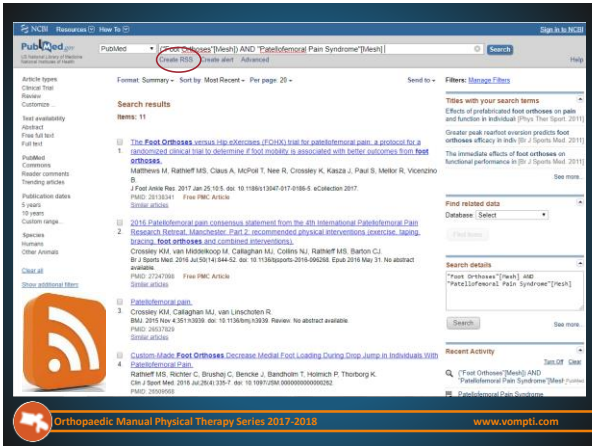 NCBI Resources How To Sign in to NCBI
PubMed.gov
US National Library of Medicine
National Institutes of Health
PubMed ("Foot Orthoses"[Mesh]) AND "Patellofemoral Pain Syndrome"[Mesh] Search
Create RSS Create alert Advanced Help
Article types
Clinical Trial
Review
Customize ...
Text availability
Abstract
Free full text
Full text
PubMed
Commons
Reader comments
Trending articles
Publication dates
5 years
10 years
Custom range...
Species
Humans
Other Animals
Clear all
Show additional filters
Format: Summary Sort by: Most Recent Per page: 20 Send to
Search results
Items: 11
The Foot Orthoses versus Hip eXercises (FOHX) trial for patellofemoral pain: a protocol for a
1. randomized clinical trial to determine if foot mobility is associated with better outcomes from foot
orthoses.
Matthews M, Rathleff MS, Claus A, McPoil T, Nee R, Crossley K, Kasza J, Paul S, Mellor R, Vicenzino
B.
J Foot Ankle Res. 2017 Jan 25;10:5. doi: 10.1186/s13047-017-0186-5. eCollection 2017.
PMID: 28138341 Free PMC Article
Similar articles
2016 Patellofemoral pain consensus statement from the 4th International Patellofemoral Pain
2. Research Retreat, Manchester. Part 2: recommended physical interventions (exercise, taping,
bracing, foot orthoses and combined interventions).
Crossley KM, van Middelkoop M, Callaghan MJ, Collins NJ, Rathleff MS, Barton CJ.
Br J Sports Med. 2016 Jul;50(14):844-52. doi: 10.1136/bjsports-2016-096268. Epub 2016 May 31. No abstract
available.
PMID: 27247098 Free PMC Article
Similar articles
Patellofemoral pain.
3. Crossley KM, Callaghan MJ, van Linschoten R.
BMJ. 2015 Nov 4;351:h3939. doi: 10.1136/bmj.h3939. Review. No abstract available.
PMID: 26537829
Similar articles
Custom-Made Foot Orthoses Decrease Medial Foot Loading During Drop Jump in Individuals With
4. Patellofemoral Pain.
Rathleff MS, Richter C, Brushøj C, Bencke J, Bandholm T, Hölmich P, Thorborg K.
Clin J Sport Med. 2016 Jul;26(4):335-7. doi: 10.1097/JSM.0000000000000262.
PMID: 26509566
Filters: Manage Filters
Titles with your search terms
Effects of prefabricated foot orthoses on pain
and function in individual [Phys Ther Sport. 2011]
Greater peak rearfoot eversion predicts foot
orthoses efficacy in indiv [Br J Sports Med. 2011]
The immediate effects of foot orthoses on
functional performance in [Br J Sports Med. 2011]
See more...
Find related data
Database: Select
Find items
Search details
"Foot Orthoses"[Mesh] AND
"Patellofemoral Pain Syndrome"[Mesh]
Search See more...
Recent Activity
Turn Off Clear
("Foot Orthoses"[Mesh]) AND
"Patellofemoral Pain Syndrome"[Mesh] PubMed
Patellofemoral Pain Syndrome
Orthopaedic Manual Physical Therapy Series 2017-2018 www.vompti.com